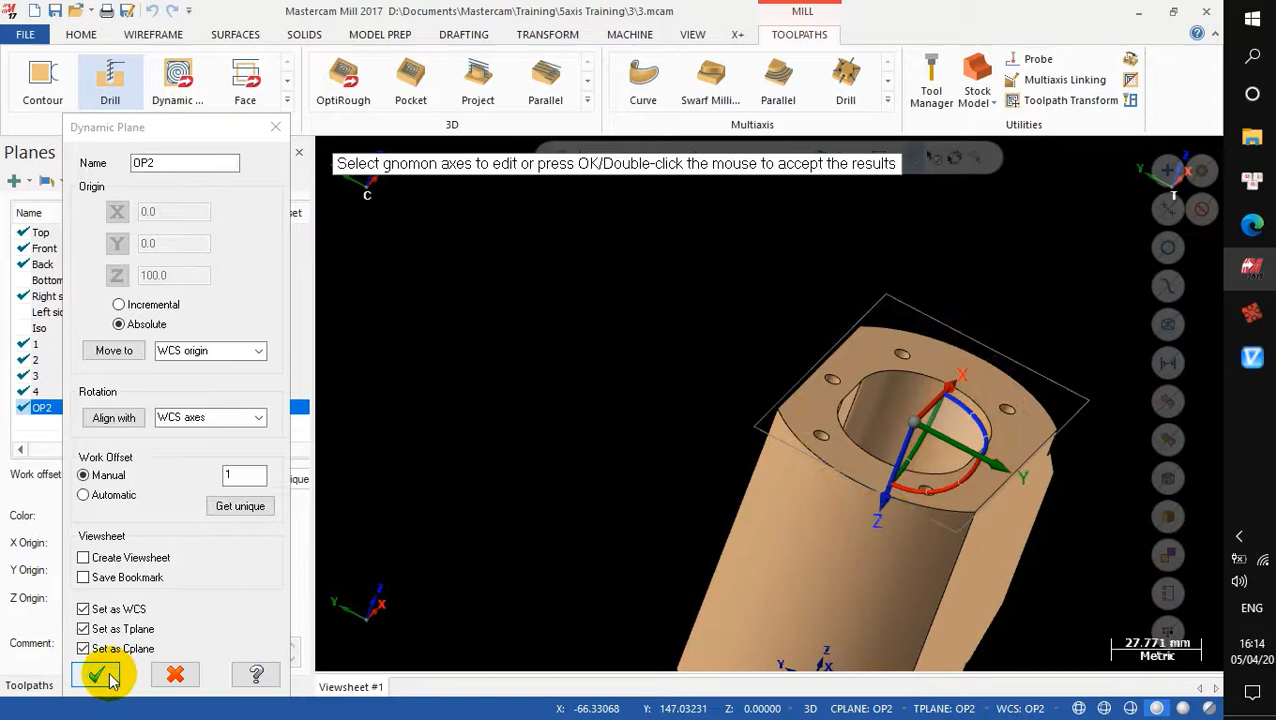 Mastercam Mill 2017 D:\Documents\Mastercam\Training\5axis Training\3\3.mcam
MILL
17
FILE
HOME
WIREFRAME
SURFACES
SOLIDS
MODEL PREP
DRAFTING
TRANSFORM
MACHINE
VIEW
X+
TOOLPATHS
Contour
Drill
Dynamic ...
Face
OptiRough
Pocket
Project
Parallel
Curve
Swarf Milli...
Parallel
Drill
Tool Manager
Stock Model
Probe
Multiaxis Linking
Toolpath Transform
3D
Multiaxis
Utilities
Planes
Name
Top
Front
Back
Bottom
Right s
Left sid
Iso
1
2
3
4
OP2
set
Work offset
nique
Color:
X Origin:
Y Origin:
Z Origin:
Comment:
Toolpaths
Dynamic Plane
Name OP2
Origin
X 0.0
Y 0.0
Z 100.0
Incremental
Absolute
Move to WCS origin
Rotation
Align with WCS axes
Work Offset
Manual 1
Automatic
Get unique
Viewsheet
Create Viewsheet
Save Bookmark
Set as WCS
Set as Tplane
Set as Cplane
Select gnomon axes to edit or press OK/Double-click the mouse to accept the results
C
Y Z X
T
X
Y
Z
Y Z X
Y Z
27.771 mm
Metric
Viewsheet #1
X: -66.33068 Y: 147.03231 Z: 0.00000 3D CPLANE: OP2 TPLANE: OP2 WCS: OP2
ENG
16:14
05/04/20